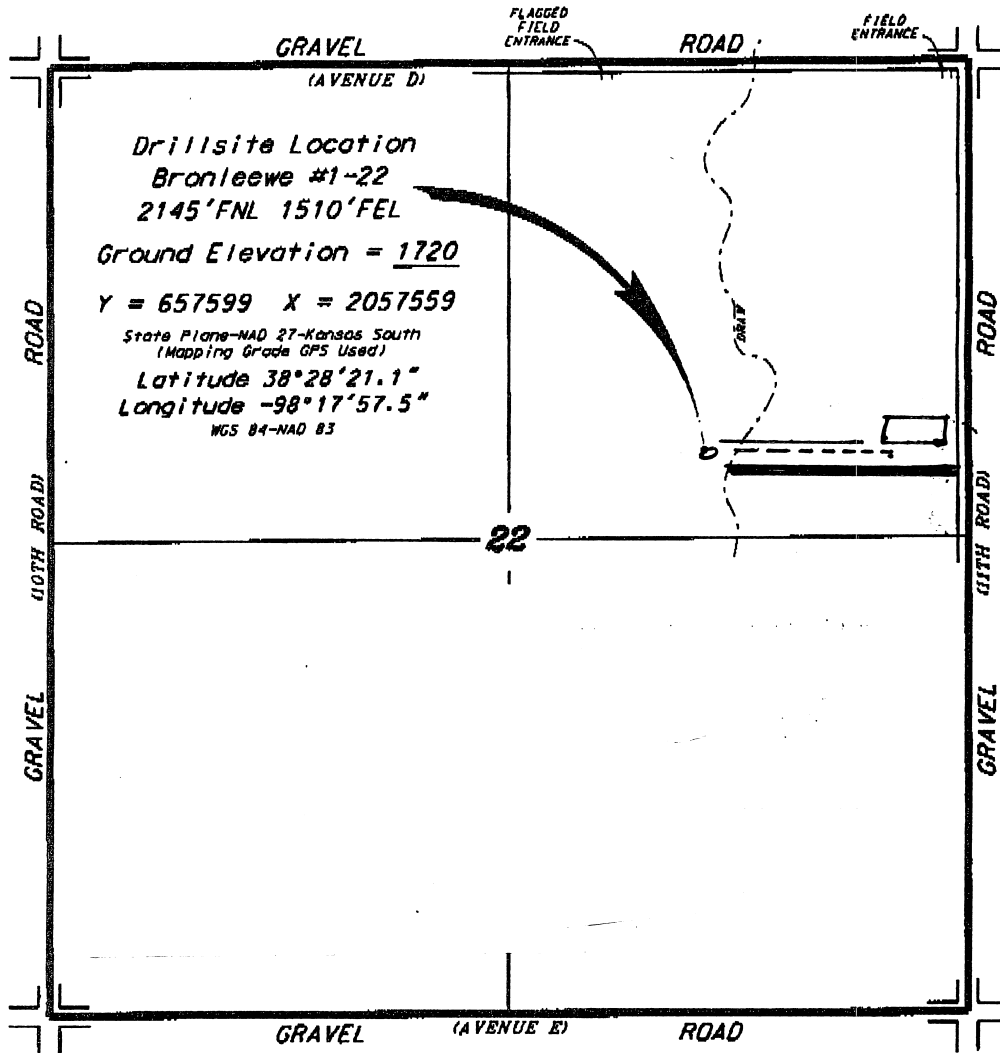 FLAGGED
FIELD
ENTRANCE
FIELD
ENTRANCE
GRAVEL ROAD
(AVENUE D)
Drillsite Location
Bronleewe #1-22
2145'FNL 1510'FEL
Ground Elevation = 1720
Y = 657599 X = 2057559
State Plane-NAD 27-Kansas South
(Mapping Grade GPS Used)
Latitude 38°28'21.1"
Longitude -98°17'57.5"
WGS 84-NAD 83
DRAW
ROAD
(10TH ROAD)
GRAVEL
22
ROAD
(11TH ROAD)
GRAVEL
GRAVEL (AVENUE E) ROAD